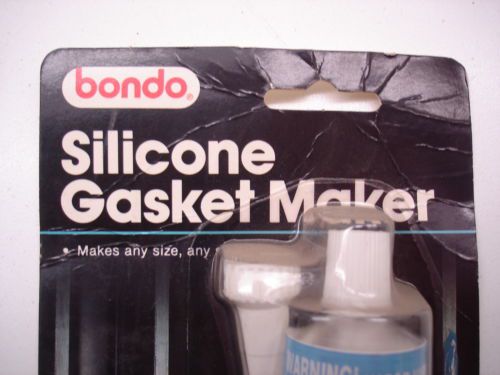 bondo®
Silicone
Gasket Maker
• Makes any size, any
WARNING!